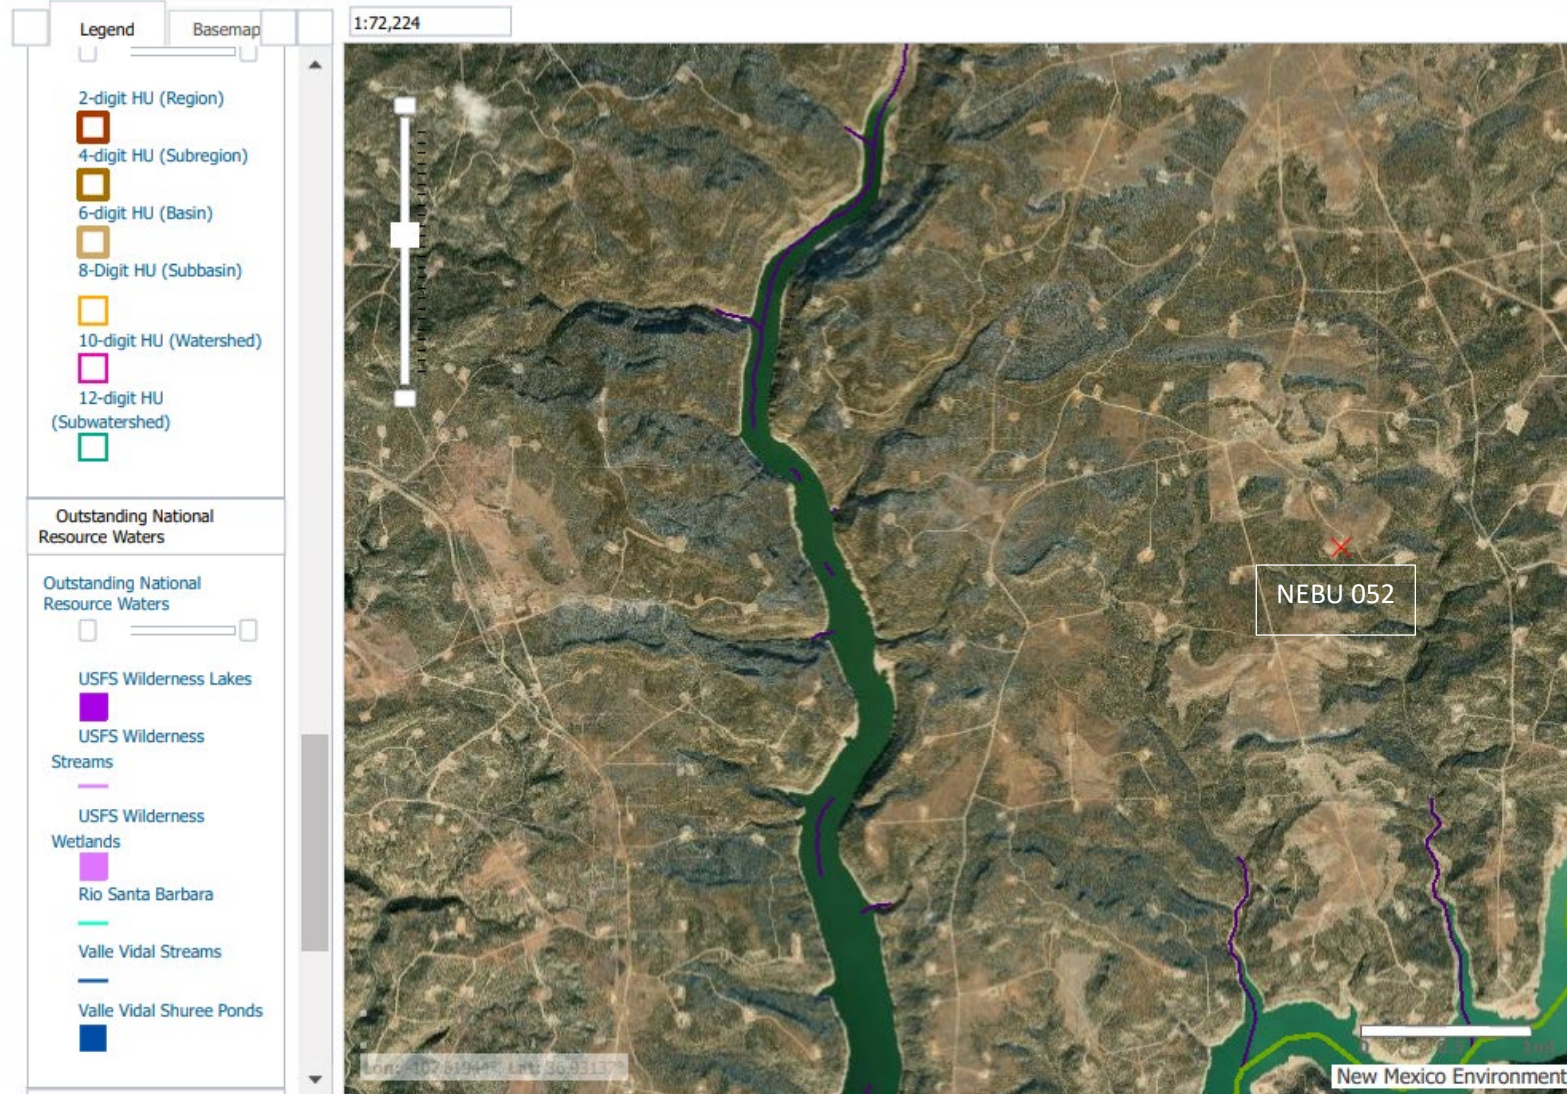 Legend
Basemap
1:72,224
2-digit HU (Region)
4-digit HU (Subregion)
6-digit HU (Basin)
8-Digit HU (Subbasin)
10-digit HU (Watershed)
12-digit HU
(Subwatershed)
Outstanding National
Resource Waters
Outstanding National
Resource Waters
USFS Wilderness Lakes
USFS Wilderness
Streams
USFS Wilderness
Wetlands
Rio Santa Barbara
Valle Vidal Streams
Valle Vidal Shuree Ponds
NEBU 052
New Mexico Environment